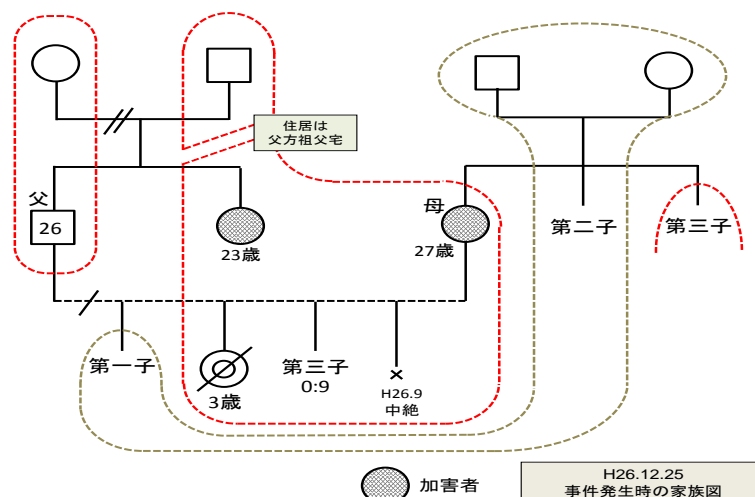 住居は
父方祖父宅
父
26
23歳
母
27歳
第二子
第三子
第一子
3歳
第三子
0:9
×
H26.9
中絶
加害者
H26.12.25
事件発生時の家族図